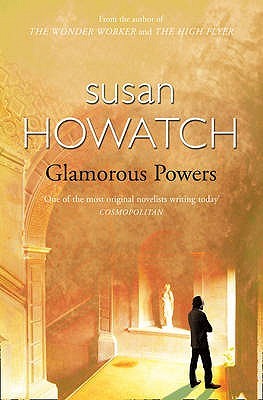 From the author of
THE WONDER WORKER and THE HIGH FLYER
susan
HOWATCH
Glamorous Powers
'One of the most original novelists writing today'
COSMOPOLITAN